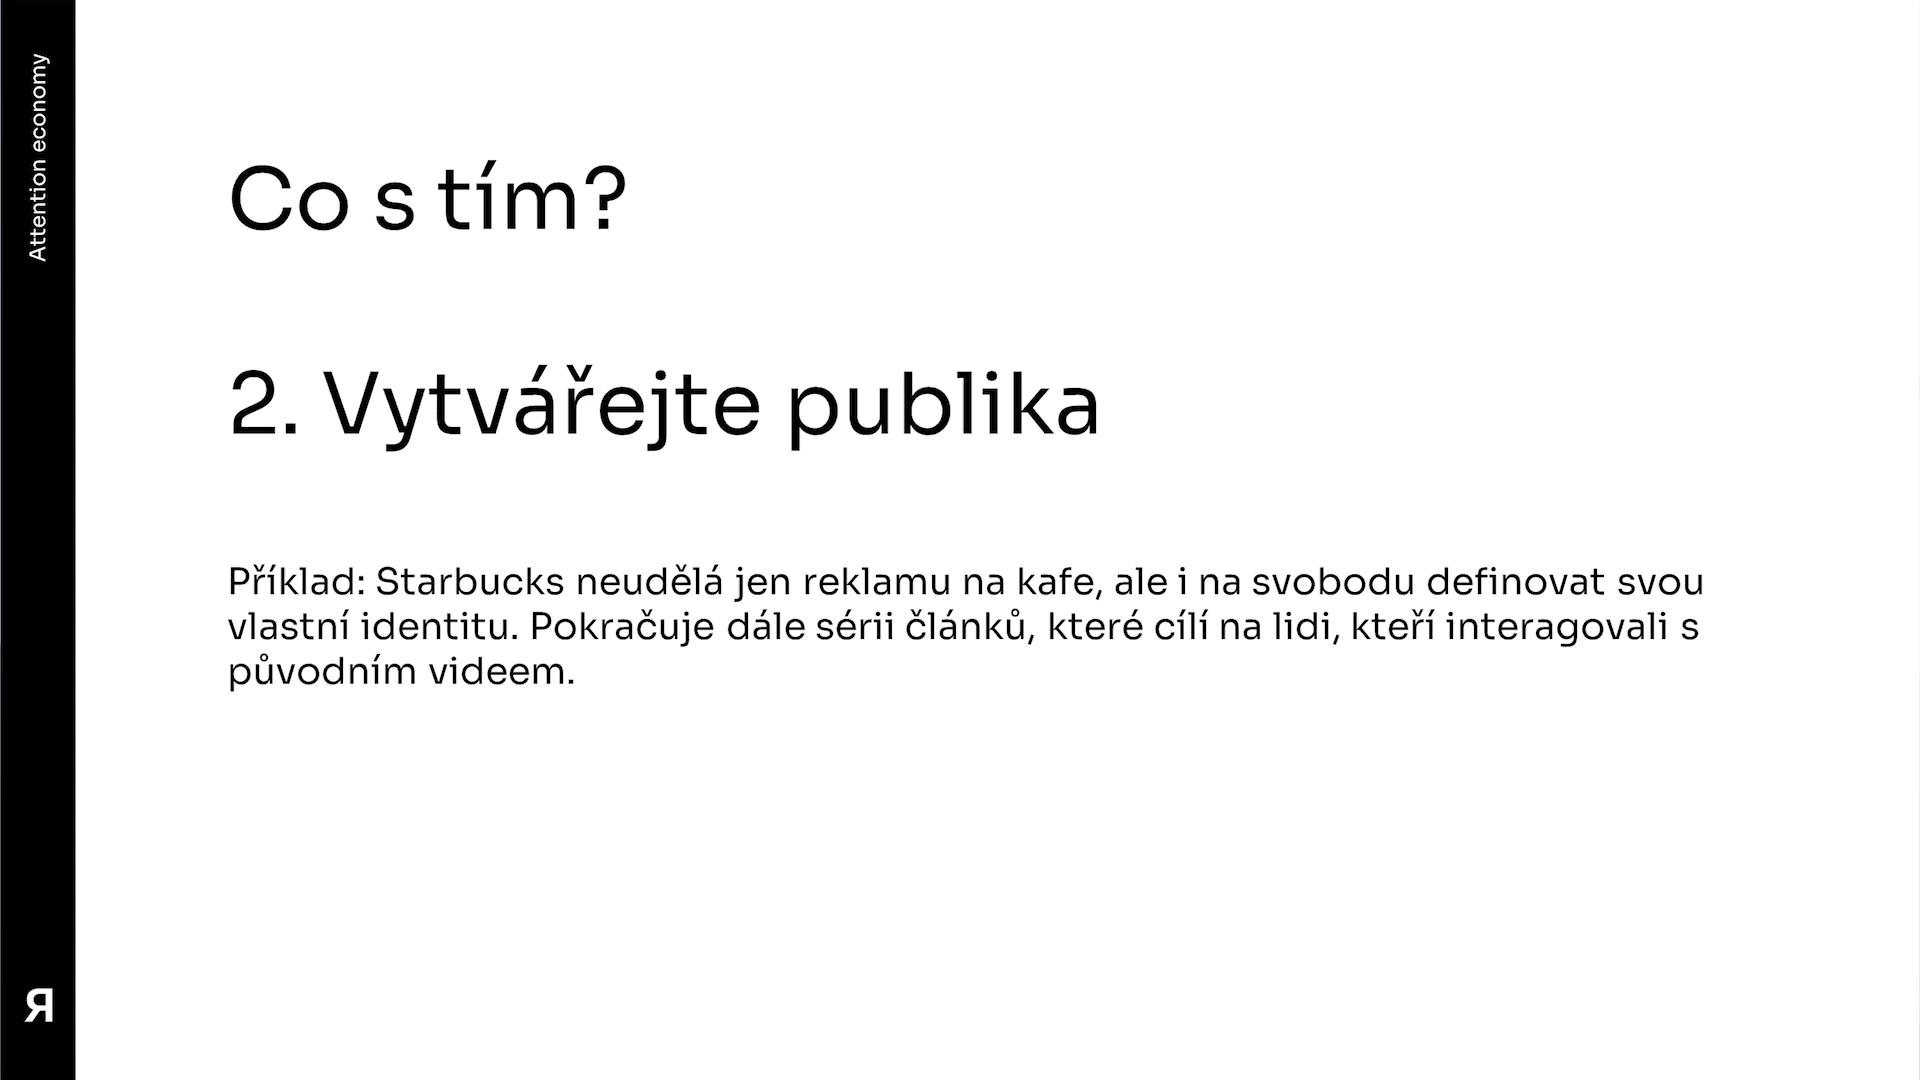 Attention economy
Co s tím?
2. Vytvářejte publika
Příklad: Starbucks neudělá jen reklamu na kafe, ale i na svobodu definovat svou
vlastní identitu. Pokračuje dále sérii článků, které cílí na lidi, kteří interagovali s
původním videem.
Я